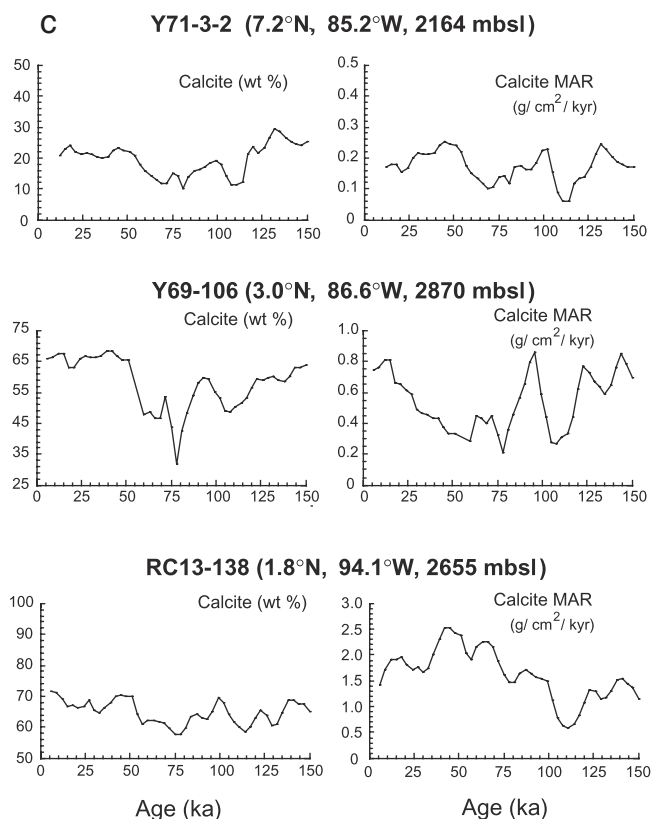 C
Y71-3-2 (7.2°N, 85.2°W, 2164 mbsl)
Calcite (wt %)
50
40
30
20
10
0
0 25 50 75 100 125 150
Calcite MAR
(g/ cm2/ kyr)
0.5
0.4
0.3
0.2
0.1
0
0 25 50 75 100 125 150
Y69-106 (3.0°N, 86.6°W, 2870 mbsl)
Calcite (wt %)
75
65
55
45
35
25
0 25 50 75 100 125 150
Calcite MAR
(g/ cm2/ kyr)
1.0
0.8
0.6
0.4
0.2
0
0 25 50 75 100 125 150
RC13-138 (1.8°N, 94.1°W, 2655 mbsl)
Calcite (wt %)
100
90
80
70
60
50
0 25 50 75 100 125 150
Age (ka)
Calcite MAR
(g/ cm2/ kyr)
3.0
2.5
2.0
1.5
1.0
0.5
0
0 25 50 75 100 125 150
Age (ka)